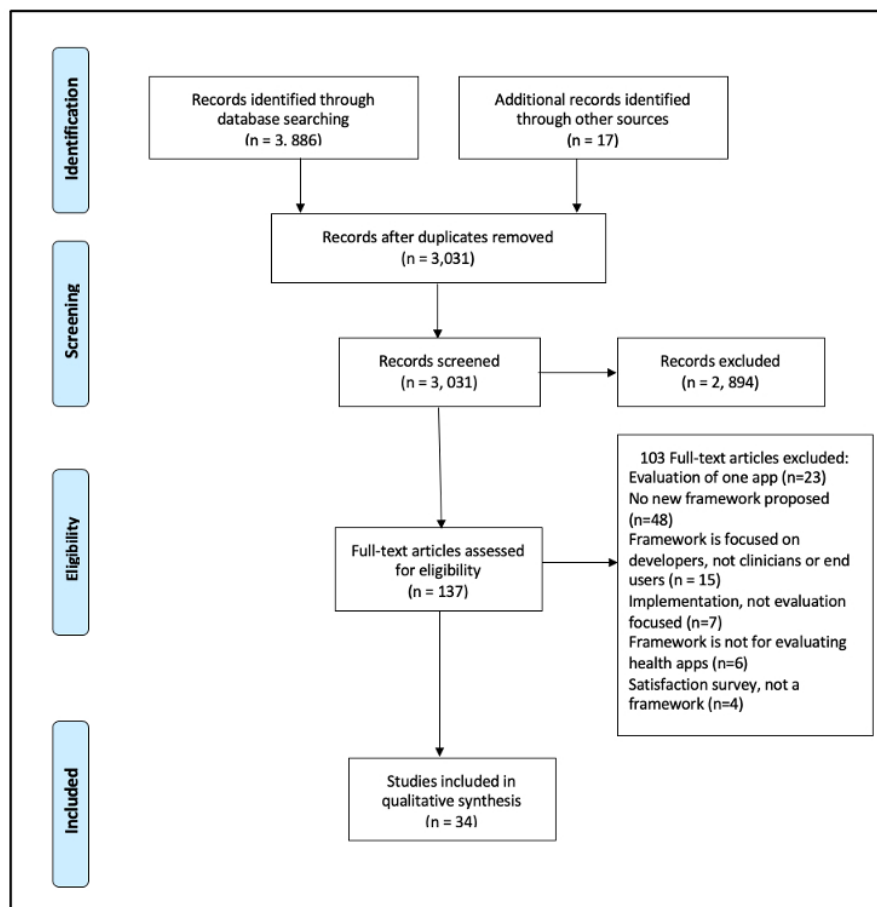 Identification
Records identified through
database searching
(n = 3. 886)
Additional records identified
through other sources
(n = 17)
Records after duplicates removed
(n = 3,031)
Screening
Records screened
(n = 3, 031)
Records excluded
(n = 2, 894)
Eligibility
Full-text articles assessed
for eligibility
(n = 137)
103 Full-text articles excluded:
Evaluation of one app (n=23)
No new framework proposed
(n=48)
Framework is focused on
developers, not clinicians or end
users (n = 15)
Implementation, not evaluation
focused (n=7)
Framework is not for evaluating
health apps (n=6)
Satisfaction survey, not a
framework (n=4)
Included
Studies included in
qualitative synthesis
(n = 34)